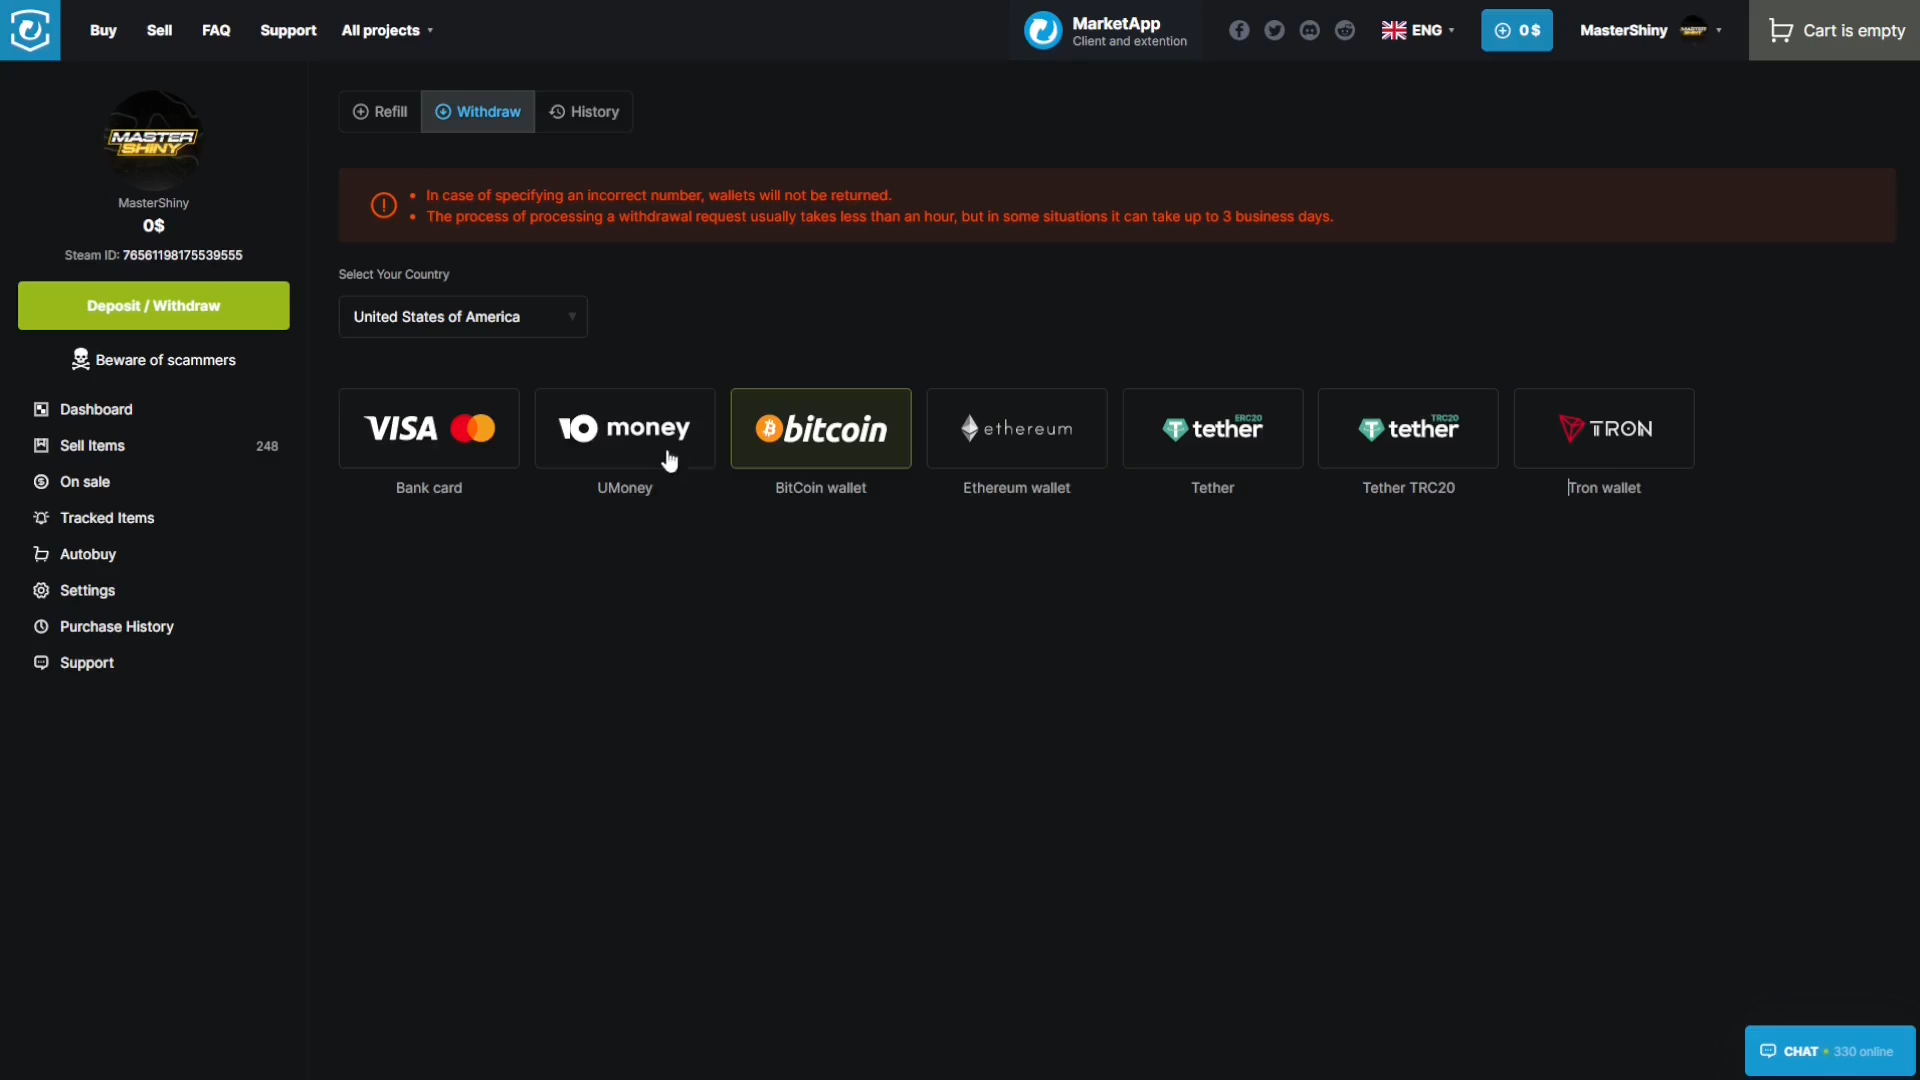 Buy Sell FAQ Support All projects
MarketApp
Client and extention
ENG
0$
MasterShiny
Cart is empty
MASTER
SHINY
MasterShiny
0$
Steam ID: 76561198175539555
Deposit / Withdraw
Beware of scammers
Dashboard
Sell Items 248
On sale
Tracked Items
Autobuy
Settings
Purchase History
Support
Refill Withdraw History
In case of specifying an incorrect number, wallets will not be returned.
The process of processing a withdrawal request usually takes less than an hour, but in some situations it can take up to 3 business days.
Select Your Country
United States of America
VISA
Bank card
money
UMoney
bitcoin
BitCoin wallet
ethereum
Ethereum wallet
tether ERC20
Tether
tether TRC20
Tether TRC20
TRON
Tron wallet
CHAT • 330 online